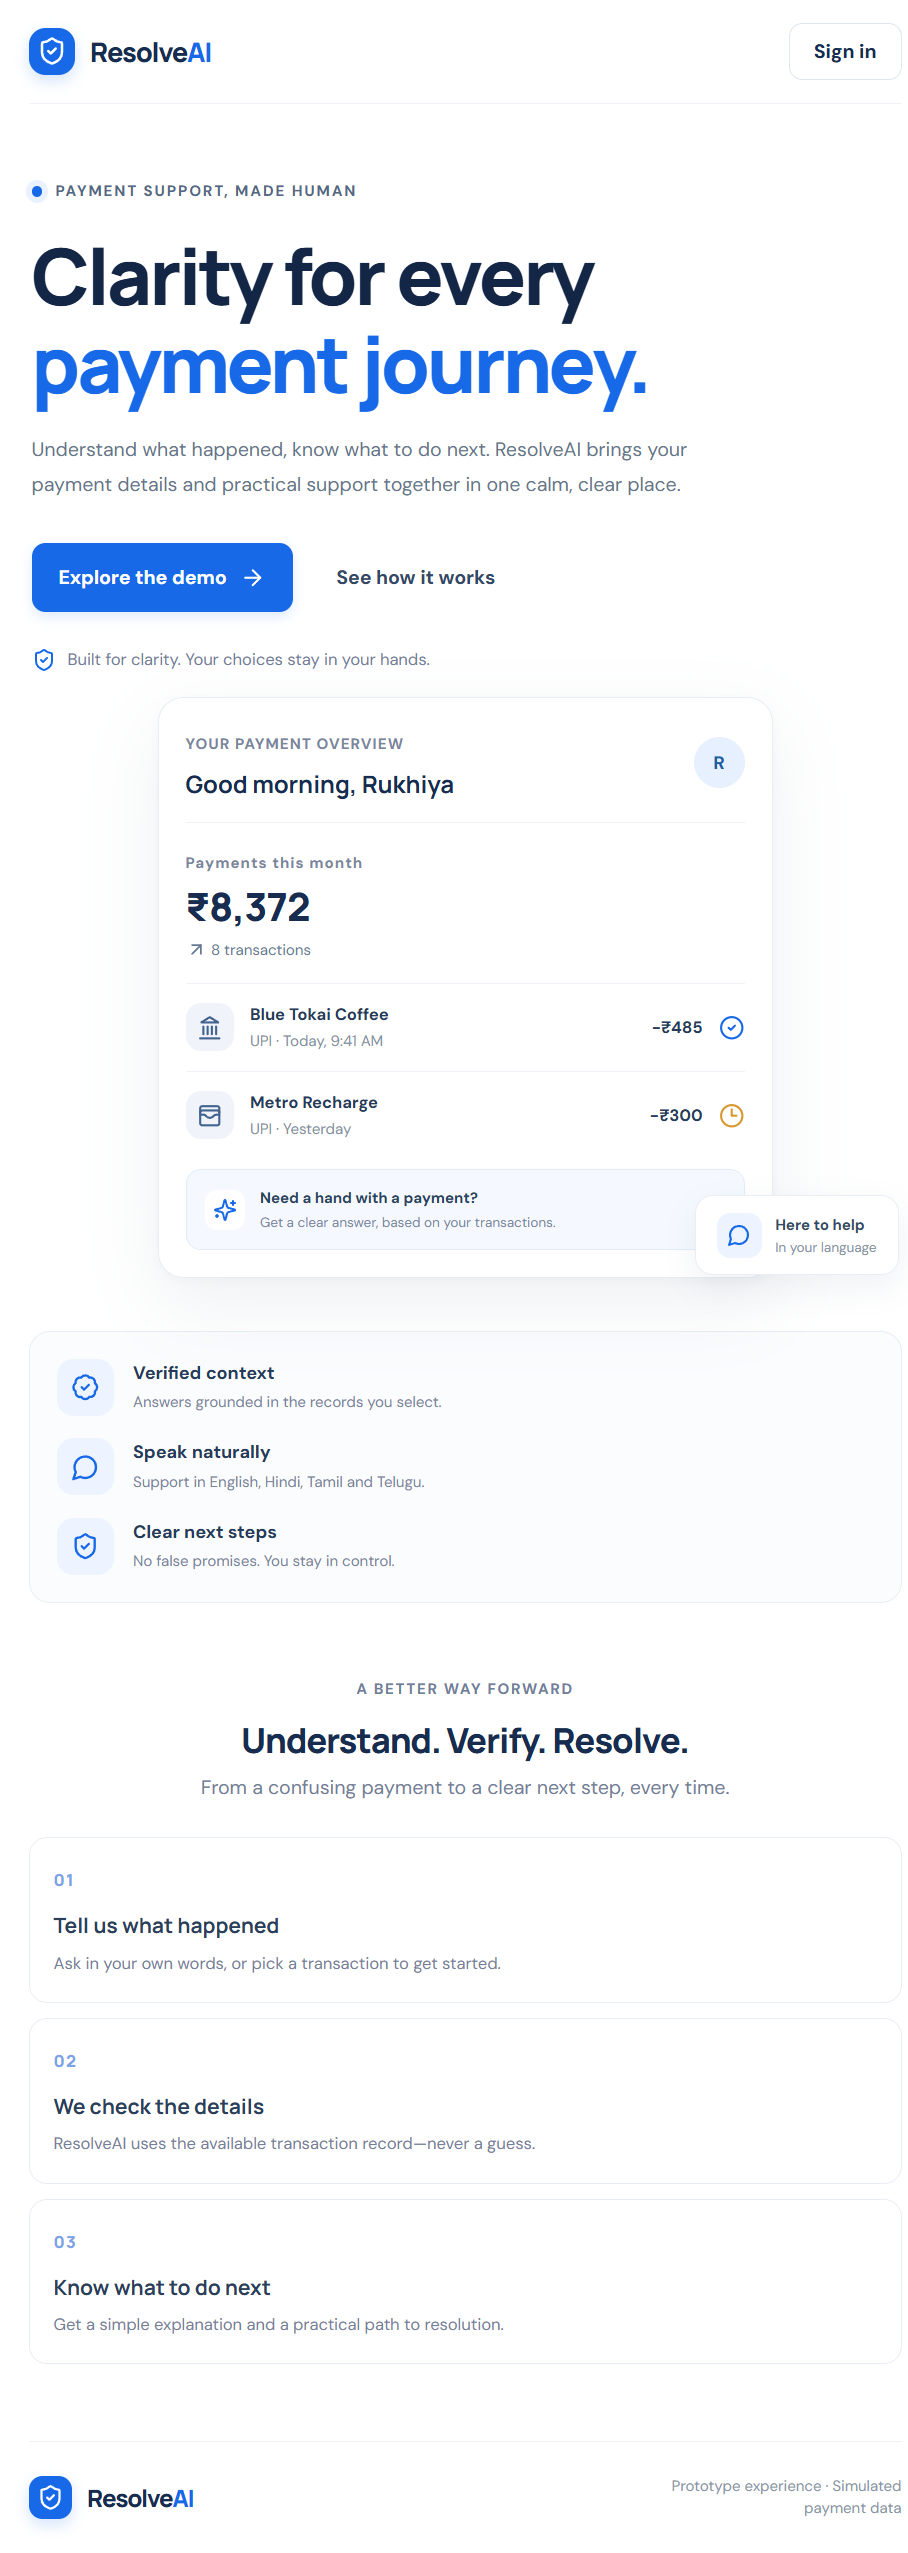 ResolveAI
Sign in
PAYMENT SUPPORT, MADE HUMAN
Clarity for every
payment journey.
Understand what happened, know what to do next. ResolveAI brings your
payment details and practical support together in one calm, clear place.
Explore the demo
See how it works
Built for clarity. Your choices stay in your hands.
YOUR PAYMENT OVERVIEW
Good morning, Rukhiya
R
Payments this month
₹8,372
8 transactions
Blue Tokai Coffee
UPI · Today, 9:41 AM
-₹485
Metro Recharge
UPI · Yesterday
-₹300
Need a hand with a payment?
Get a clear answer, based on your transactions.
Here to help
In your language
Verified context
Answers grounded in the records you select.
Speak naturally
Support in English, Hindi, Tamil and Telugu.
Clear next steps
No false promises. You stay in control.
A BETTER WAY FORWARD
Understand. Verify. Resolve.
From a confusing payment to a clear next step, every time.
01
Tell us what happened
Ask in your own words, or pick a transaction to get started.
02
We check the details
ResolveAI uses the available transaction record—never a guess.
03
Know what to do next
Get a simple explanation and a practical path to resolution.
ResolveAI
Prototype experience · Simulated
payment data